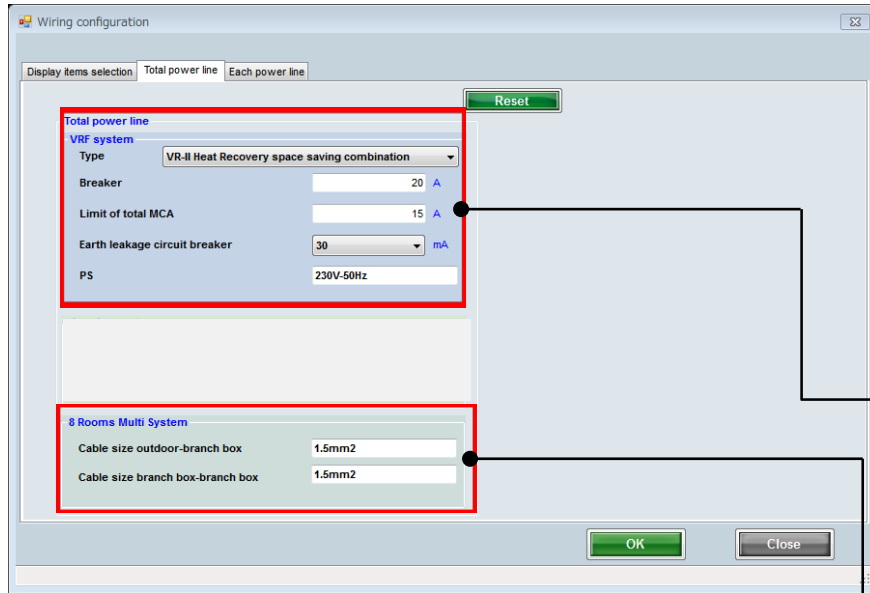 Wiring configuration
Display items selection Total power line Each power line
Reset
Total power line
VRF system
Type VR-II Heat Recovery space saving combination
Breaker 20 A
Limit of total MCA 15 A
Earth leakage circuit breaker 30 mA
PS 230V-50Hz
8 Rooms Multi System
Cable size outdoor-branch box 1.5mm2
Cable size branch box-branch box 1.5mm2
OK Close